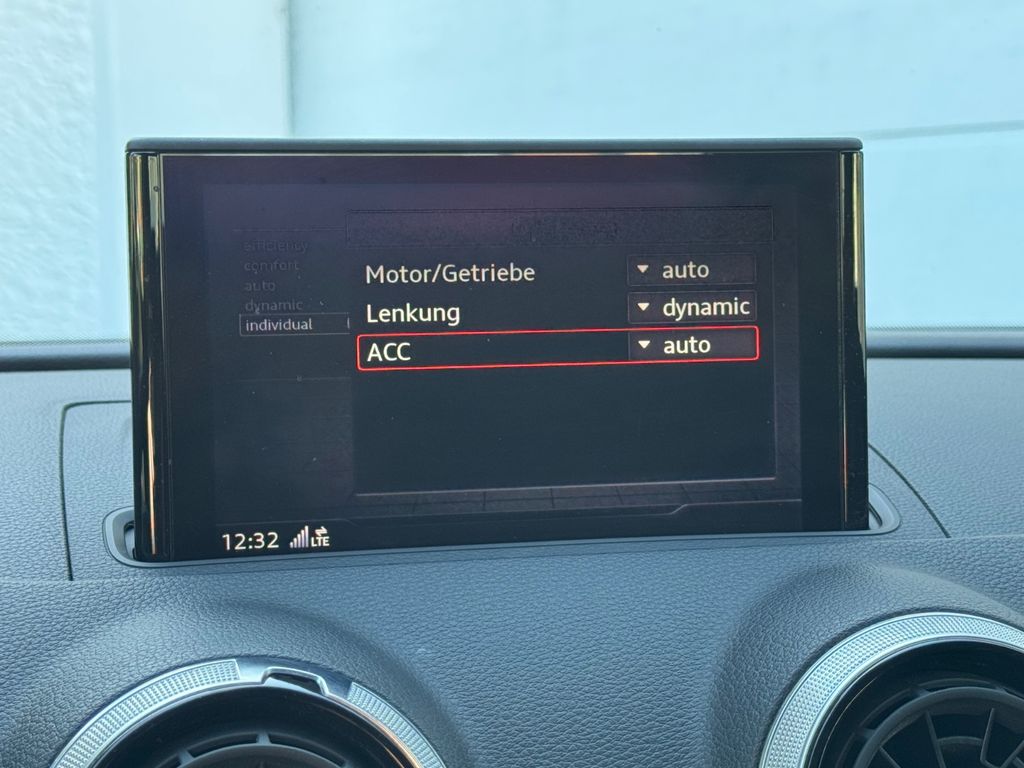 efficiency
comfort
auto
dynamic
individual
Motor/Getriebe auto
Lenkung dynamic
ACC auto
12:32 LTE